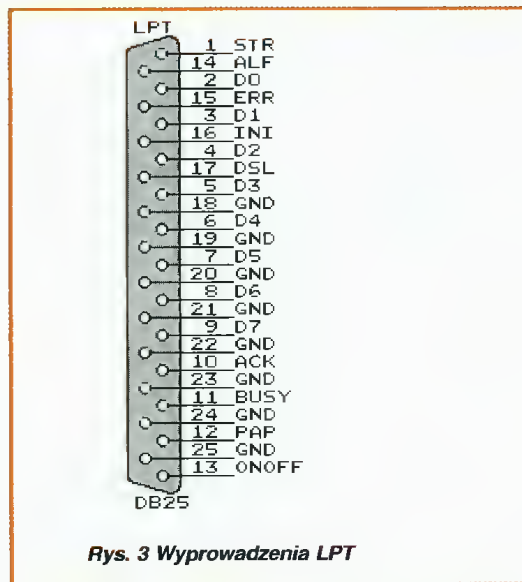 LPT
1 STR
14 ALF
2 D0
15 ERR
3 D1
16 INI
4 D2
17 DSL
5 D3
18 GND
6 D4
19 GND
7 D5
20 GND
8 D6
21 GND
9 D7
22 GND
10 ACK
23 GND
11 BUSY
24 GND
12 PAP
25 GND
13 ONOFF
DB25
Rys. 3 Wyprowadzenia LPT